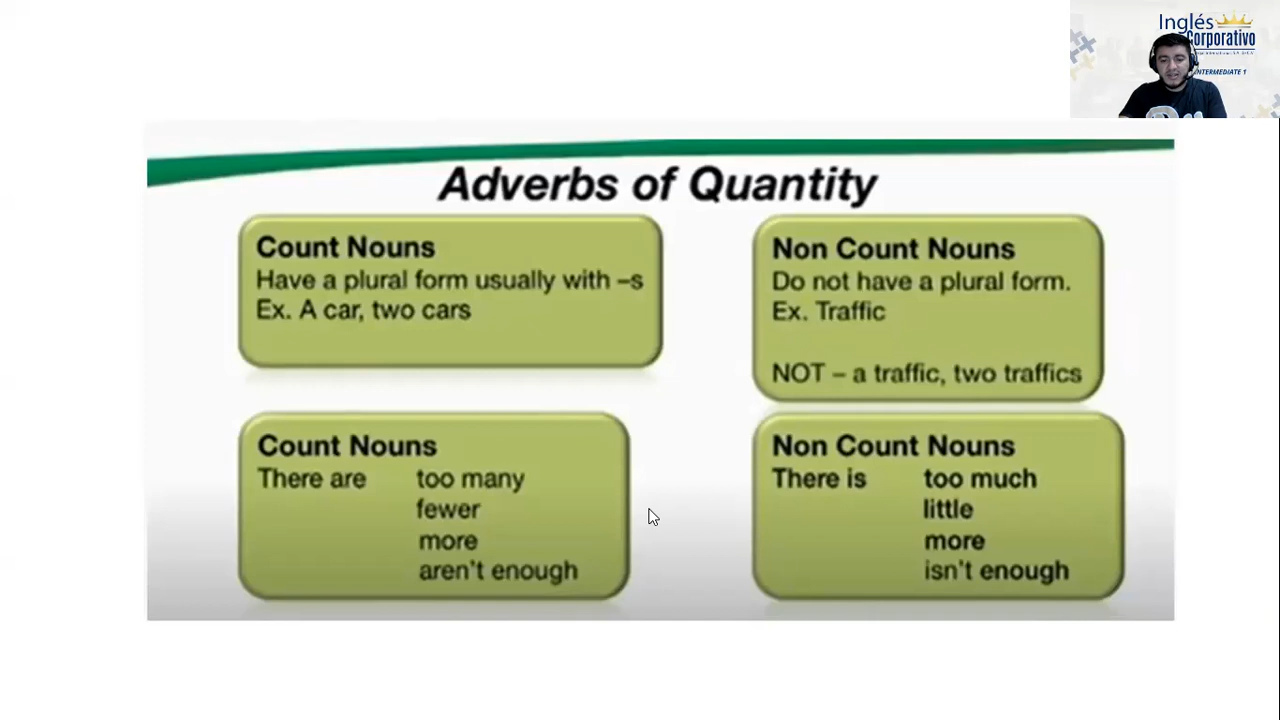 Inglés
Corporativo
INTERMEDIATE 1
Adverbs of Quantity
Count Nouns
Have a plural form usually with –s
Ex. A car, two cars
Non Count Nouns
Do not have a plural form.
Ex. Traffic
NOT – a traffic, two traffics
Count Nouns
There are too many
fewer
more
aren't enough
Non Count Nouns
There is too much
little
more
isn't enough